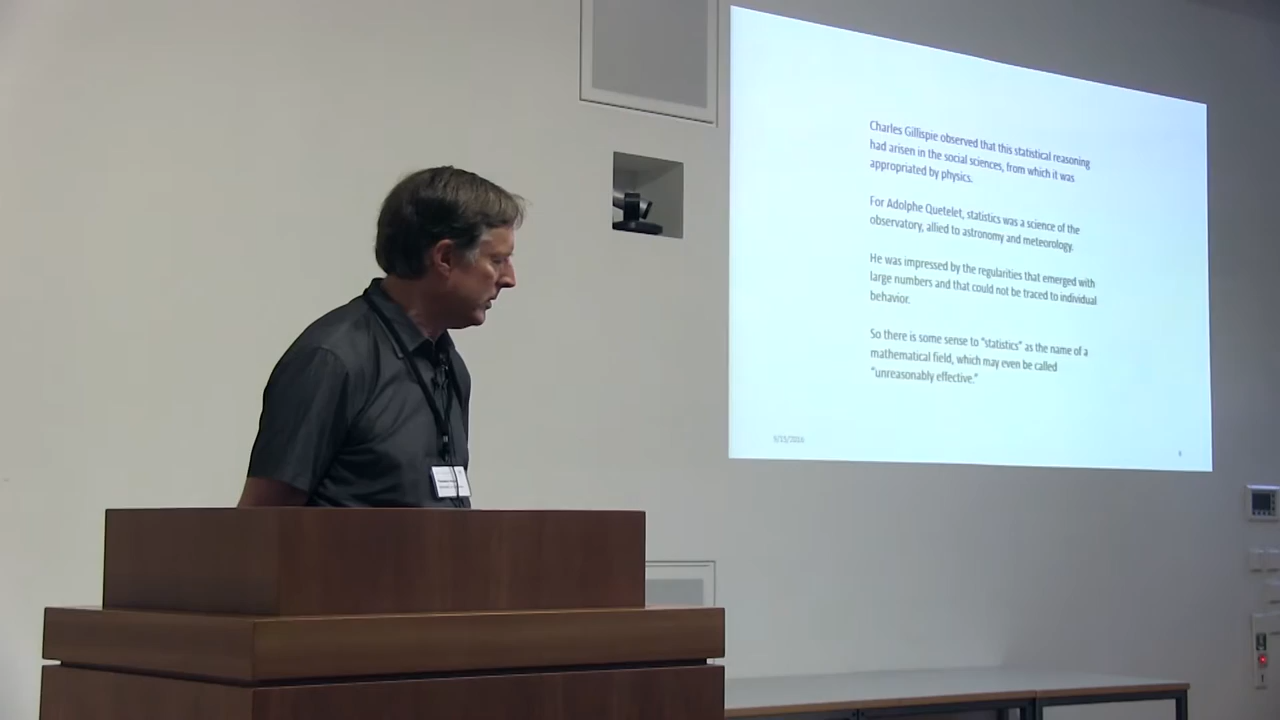 Charles Gillispie observed that this statistical reasoning
had arisen in the social sciences, from which it was
appropriated by physics.
For Adolphe Quetelet, statistics was a science of the
observatory, allied to astronomy and meteorology.
He was impressed by the regularities that emerged with
large numbers and that could not be traced to individual
behavior.
So there is some sense to "statistics" as the name of a
mathematical field, which may even be called
"unreasonably effective."